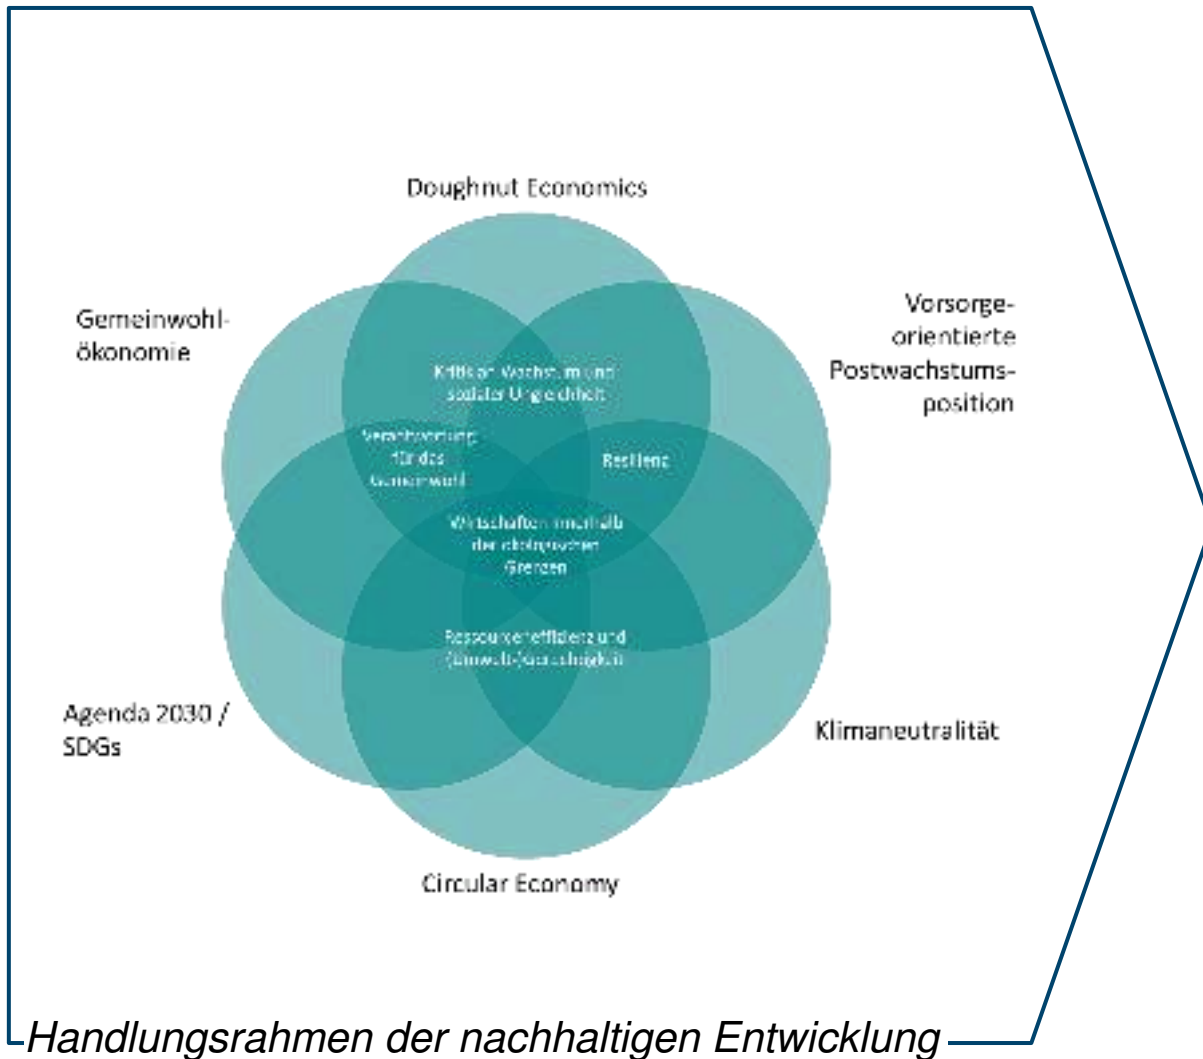 Doughnut Economics
Gemeinwohl-
ökonomie
Vorsorge-
orientierte
Postwachstums-
position
Kritik an Wachstum und
sozialer Ungleichheit
Verantwortung
für das
Gemeinwohl
Resilienz
Wirtschaften innerhalb
der ökologischen
Grenzen
Ressourceneffizienz und
(Umwelt-)Gerechtigkeit
Agenda 2030 /
SDGs
Klimaneutralität
Circular Economy
Handlungsrahmen der nachhaltigen Entwicklung